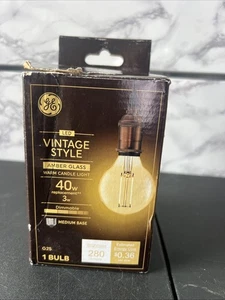 GE
LED
VINTAGE
STYLE
AMBER GLASS
WARM CANDLE LIGHT
40W
replacement
3W
Dimmable
MEDIUM BASE
G25
1 BULB
280
$0.36